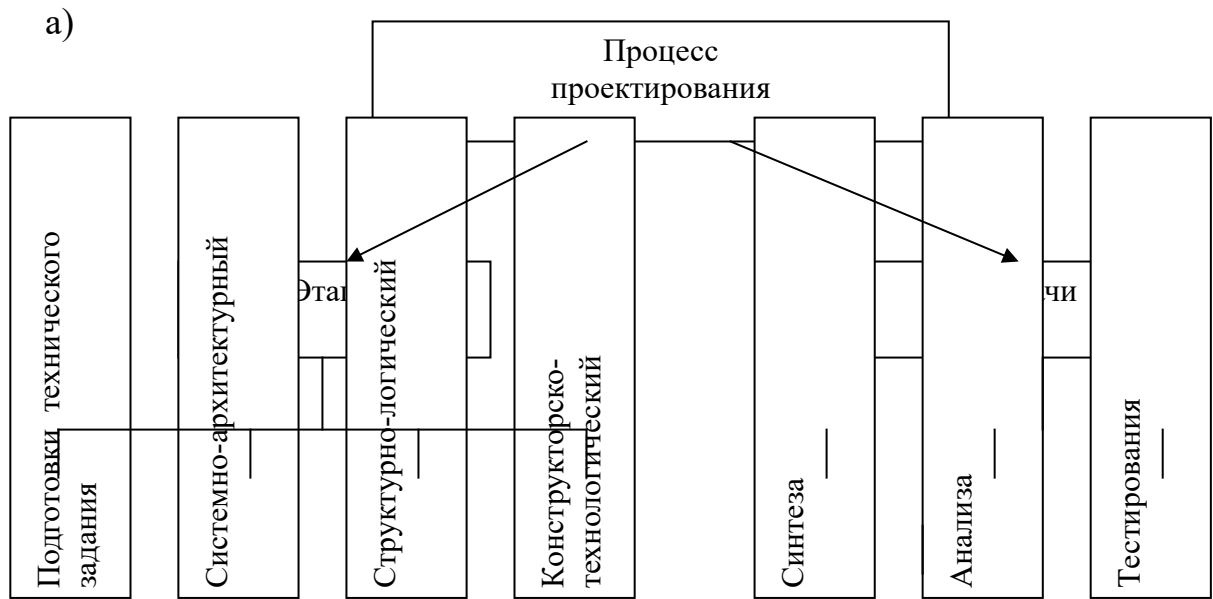 а)
Процесс
проектирования
Подготовки технического
задания
Системно-архитектурный
Структурно-логический
Конструкторско-
технологический
Синтеза
Анализа
Тестирования